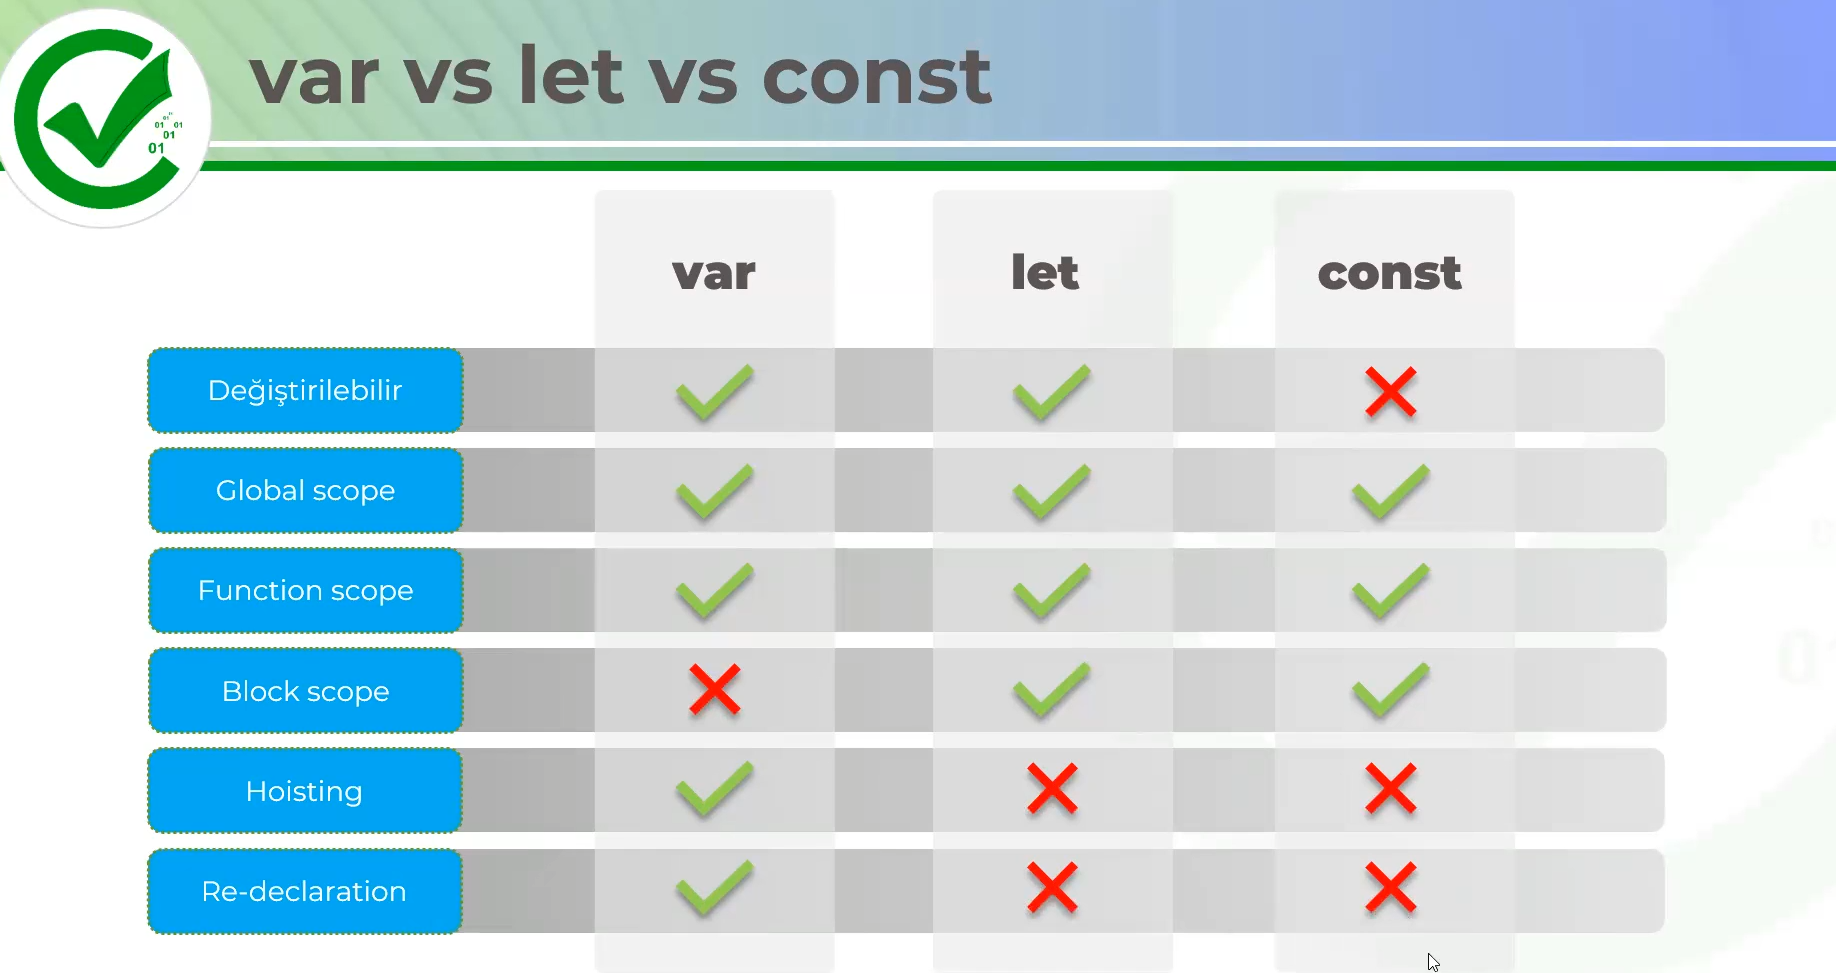 var vs let vs const
01
01
01
01
01
var
let
const
Değiştirilebilir
Global scope
Function scope
Block scope
Hoisting
Re-declaration